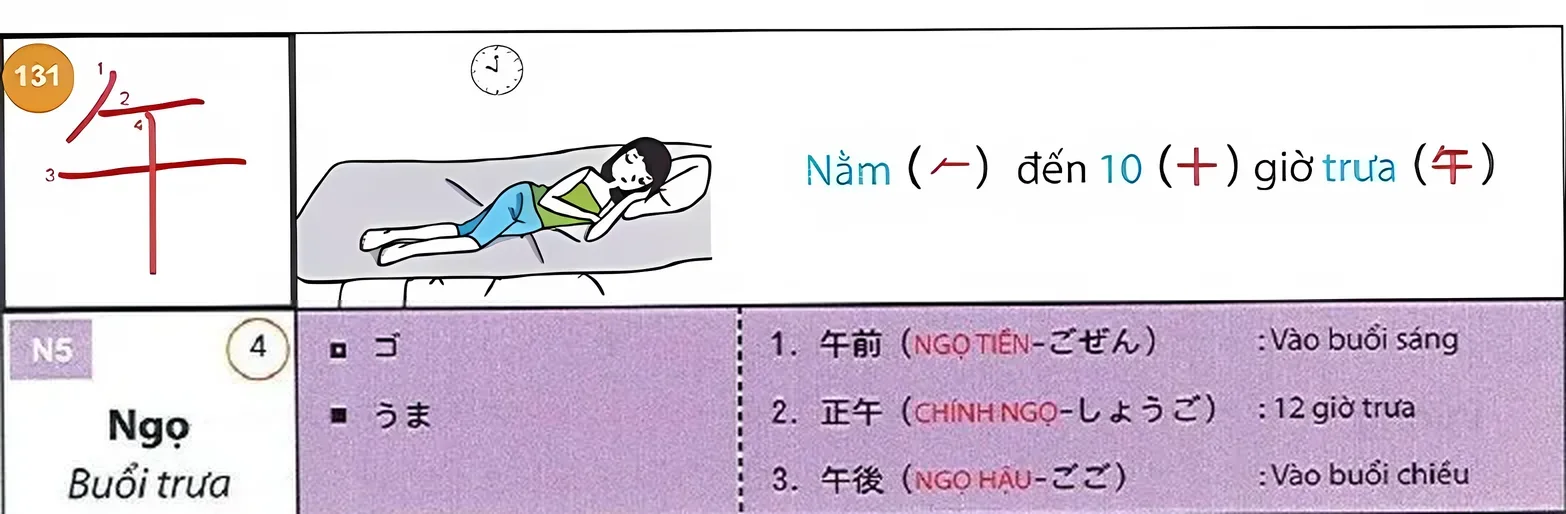 131
1
2
4
3
午
Nằm (𠂉) đến 10 (十) giờ trưa (午)
N5
4
Ngọ
Buổi trưa
ゴ
うま
1. 午前 (NGỌ TIỀN-ごぜん) : Vào buổi sáng
2. 正午 (CHÍNH NGỌ-しょうご) : 12 giờ trưa
3. 午後 (NGỌ HẬU-ごご) : Vào buổi chiều